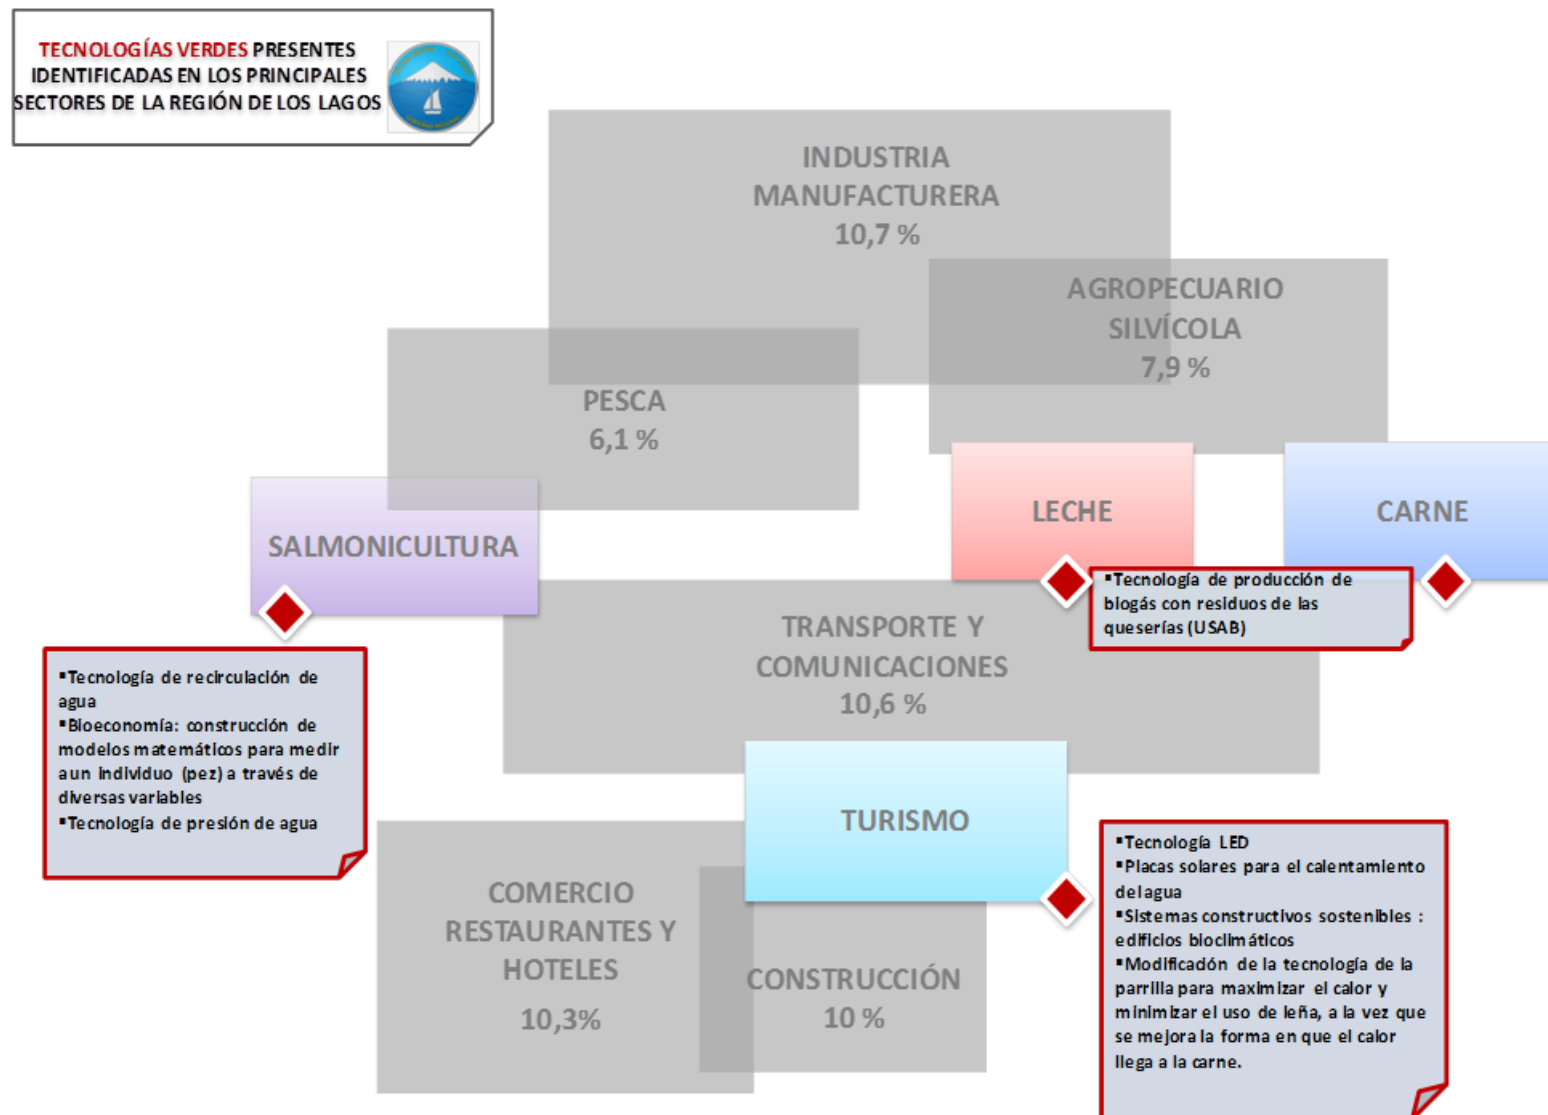 TECNOLOGÍAS VERDES PRESENTES
IDENTIFICADAS EN LOS PRINCIPALES
SECTORES DE LA REGIÓN DE LOS LAGOS
INDUSTRIA
MANUFACTURERA
10,7 %
AGROPECUARIO
SILVÍCOLA
7,9 %
PESCA
6,1 %
SALMONICULTURA
LECHE
CARNE
▪Tecnología de producción de
biogás con residuos de las
queserías (USAB)
TRANSPORTE Y
COMUNICACIONES
10,6 %
▪Tecnología de recirculación de
agua
▪Bioeconomía: construcción de
modelos matemáticos para medir
aun individuo (pez) a través de
diversas variables
▪Tecnología de presión de agua
TURISMO
COMERCIO
RESTAURANTES Y
HOTELES
10,3%
CONSTRUCCIÓN
10 %
▪Tecnología LED
▪Placas solares para el calentamiento
del agua
▪Sistemas constructivos sostenibles :
edificios bioclimáticos
▪Modificación de la tecnología de la
parrilla para maximizar el calor y
minimizar el uso de leña, a la vez que
se mejora la forma en que el calor
llega a la carne.